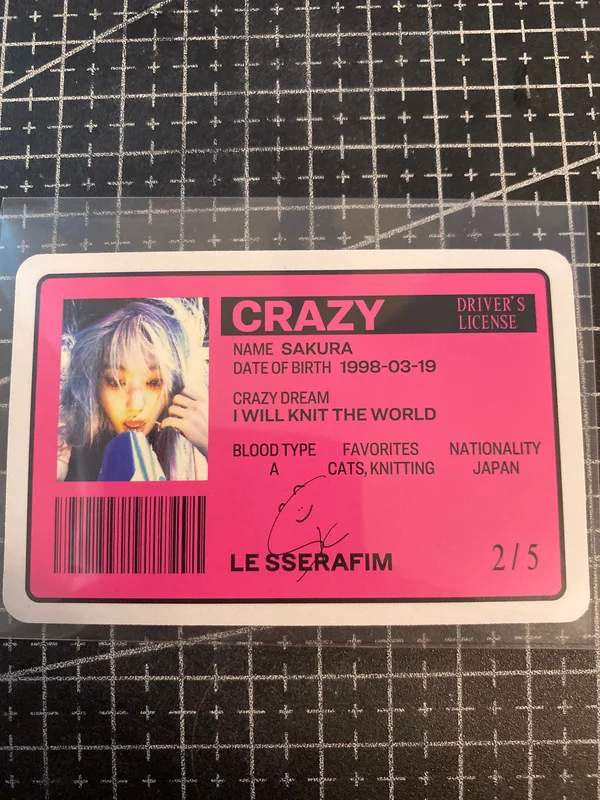 CRAZY
DRIVER'S
LICENSE
NAME SAKURA
DATE OF BIRTH 1998-03-19
CRAZY DREAM
I WILL KNIT THE WORLD
BLOOD TYPE FAVORITES NATIONALITY
A CATS, KNITTING JAPAN
LE SSERAFIM
2/5